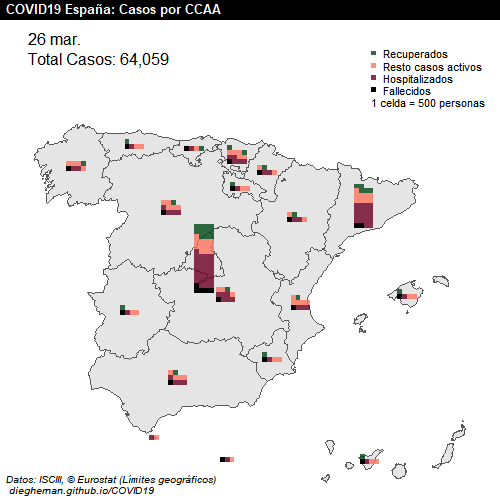 COVID19 España: Casos por CCAA
26 mar.
Total Casos: 64,059
Recuperados
Resto casos activos
Hospitalizados
Fallecidos
1 celda = 500 personas
Datos: ISCIII, © Eurostat (Límites geográficos)
diegheman.github.io/COVID19